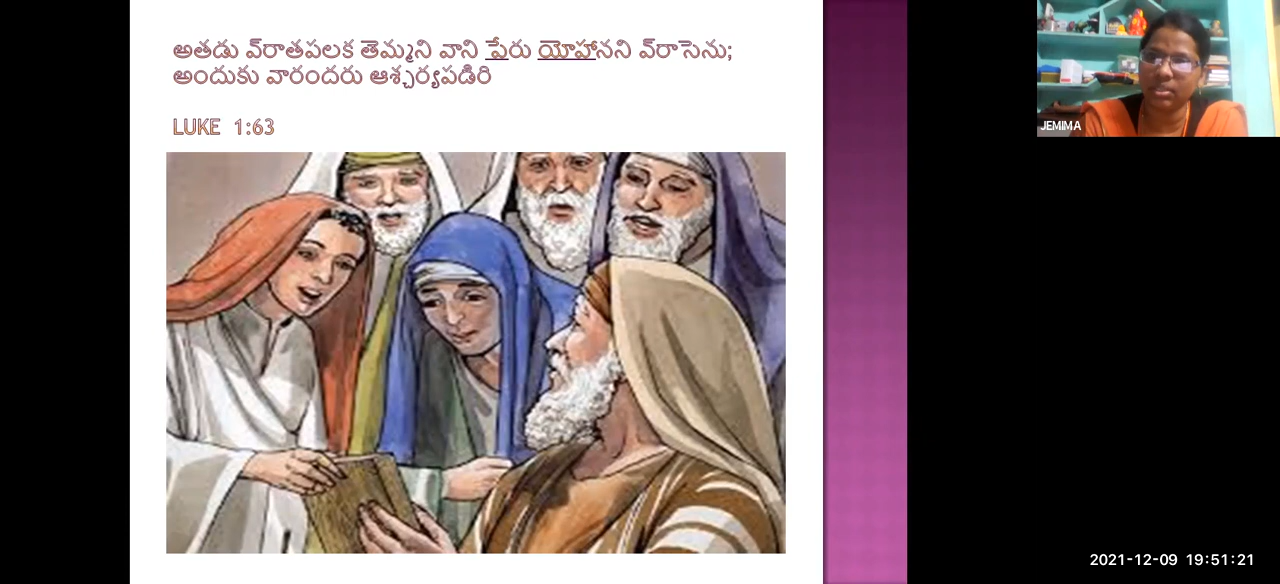 అతడు వ్రాతపలక తెమ్మని వాని పేరు యోహానని వ్రాసెను;
అందుకు వారందరు ఆశ్చర్యపడిరి
LUKE 1:63
JEMIMA
2021-12-09 19:51:21